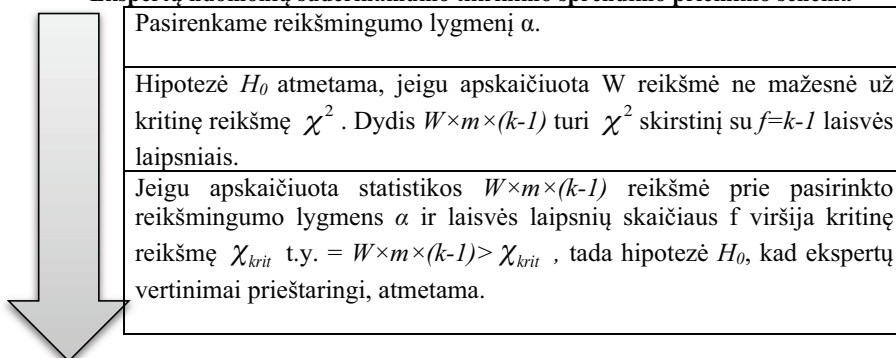 Pasirenkame reikšmingumo lygmenį α.
Hipotezė H₀ atmetama, jeigu apskaičiuota W reikšmė ne mažesnė už
kritinę reikšmę χ² . Dydis W×m×(k-1) turi χ² skirstinį su f=k-1 laisvės
laipsniais.
Jeigu apskaičiuota statistikos W×m×(k-1) reikšmė prie pasirinkto
reikšmingumo lygmens α ir laisvės laipsnių skaičiaus f viršija kritinę
reikšmę χkrit t.y. = W×m×(k-1)> χkrit , tada hipotezė H₀, kad ekspertų
vertinimai prieštaringi, atmetama.